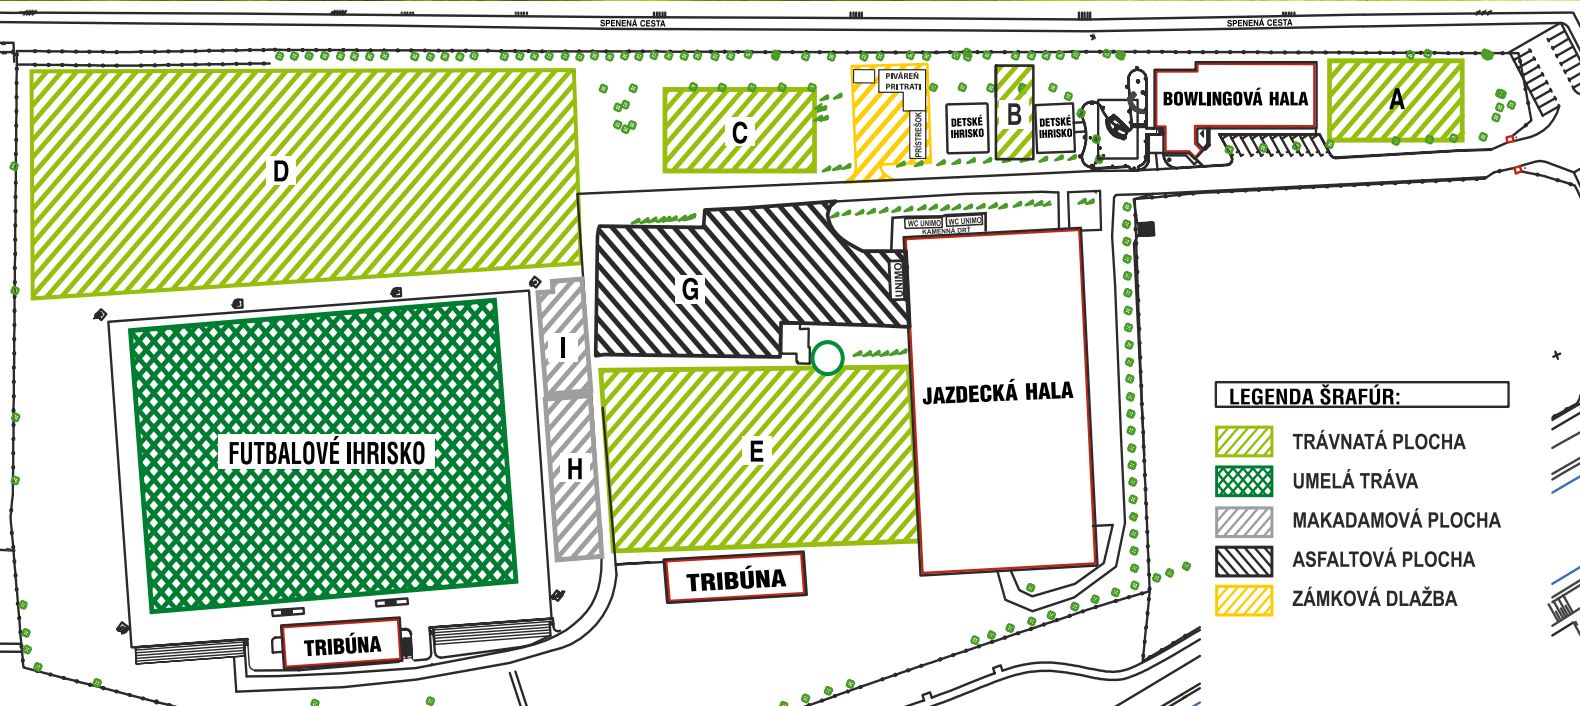 SPENENÁ CESTA
SPENENÁ CESTA
PIVÁREŇ
PRI TRATI
PRÍSTREŠOK
DETSKÉ
IHRISKO
B
DETSKÉ
IHRISKO
BOWLINGOVÁ HALA
A
C
D
WC UNIMO
WC UNIMO
KAMENNÁ DRŤ
UNIMO
G
I
JAZDECKÁ HALA
FUTBALOVÉ IHRISKO
E
H
TRIBÚNA
TRIBÚNA
LEGENDA ŠRAFÚR:
TRÁVNATÁ PLOCHA
UMELÁ TRÁVA
MAKADAMOVÁ PLOCHA
ASFALTOVÁ PLOCHA
ZÁMKOVÁ DLAŽBA